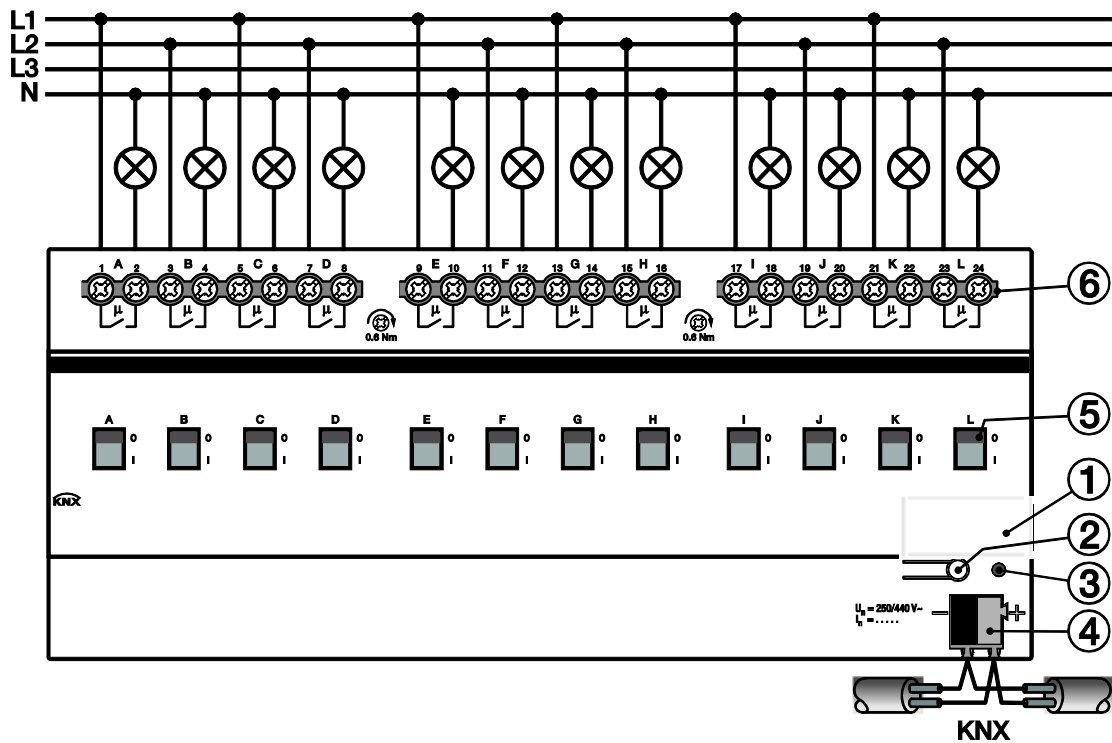 L1
L2
L3
N
1 A 2 3 B 4 5 C 6 7 D 8 9 E 10 11 F 12 13 G 14 15 H 16 17 I 18 19 J 20 21 K 22 23 L 24
6
µ µ µ µ µ µ µ µ µ µ µ µ
0.6 Nm 0.6 Nm
A B C D E F G H I J K L
5
0 0 0 0 0 0 0 0 0 0 0 0
I I I I I I I I I I I I
KNX
1
2
3
Un = 250/440 V~
In = .....
− +
4
KNX